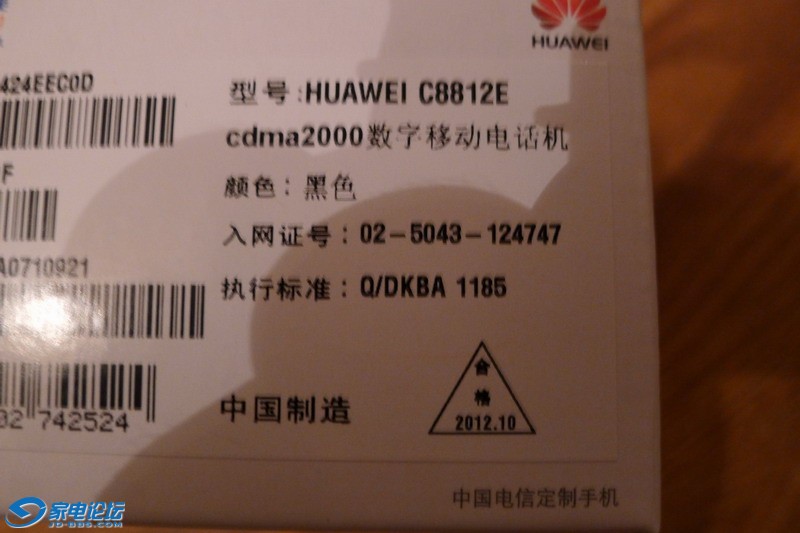 HUAWEI
424EEC0D
型号:HUAWEI C8812E
cdma2000数字移动电话机
F
颜色：黑色
入网证号：02-5043-124747
A0710921
执行标准：Q/DKBA 1185
合
格
2012.10
中国制造
02 742524
中国电信定制手机
家电论坛
JD-BBS.COM